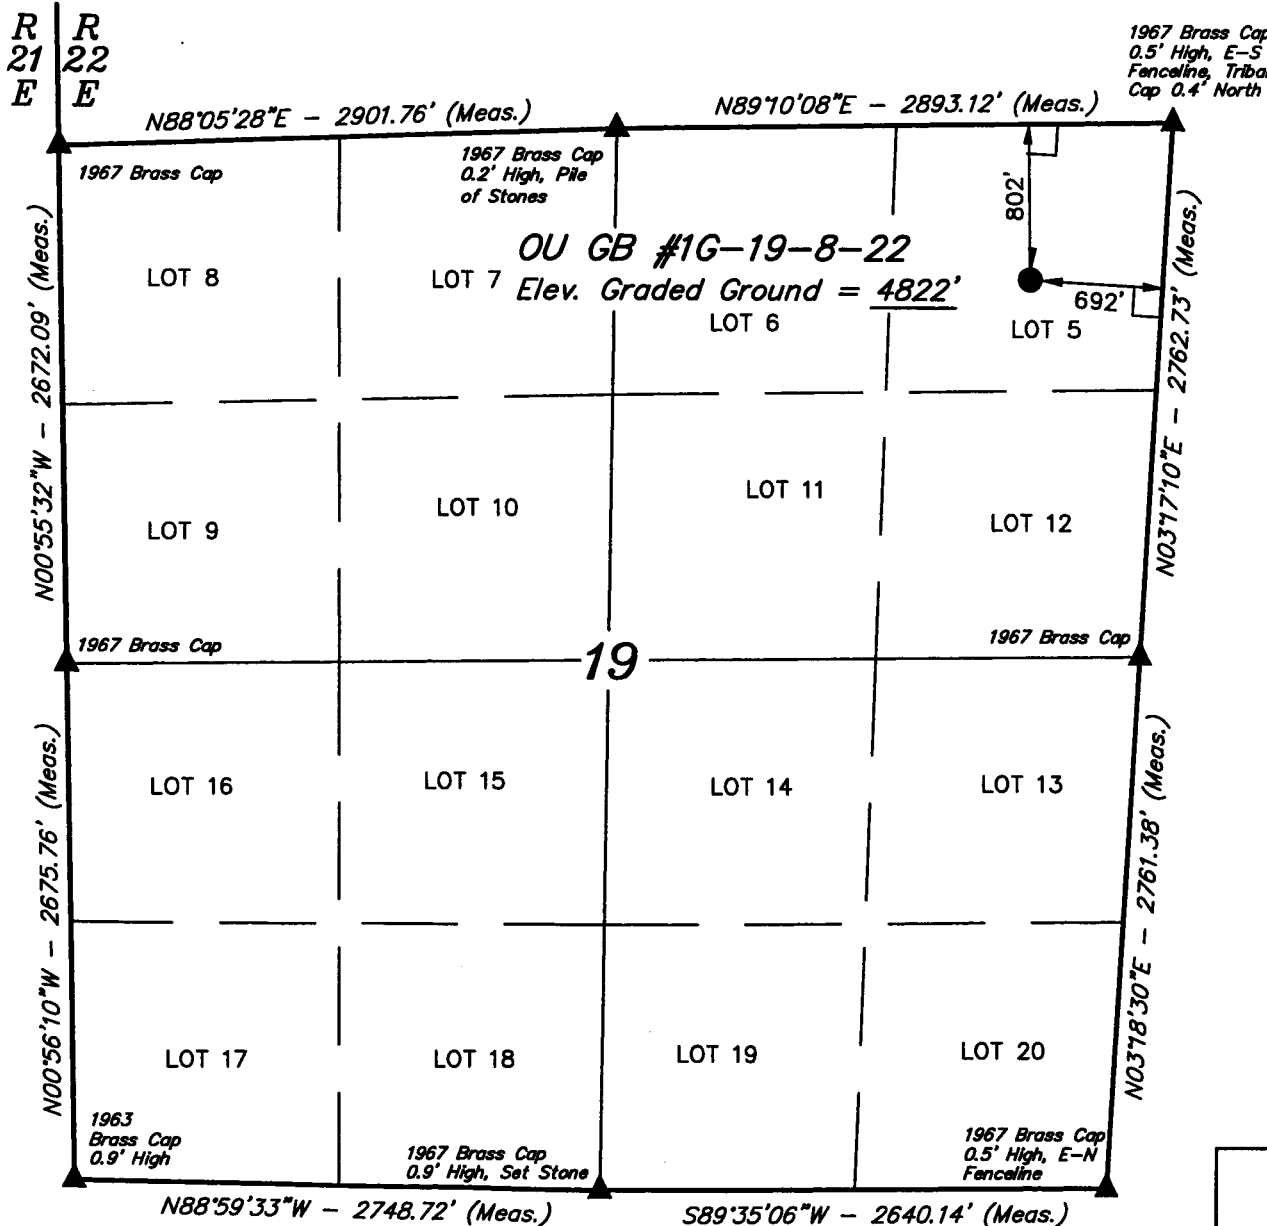 R R
21 22
E E
1967 Brass Cap
0.5' High, E-S
Fenceline, Tribal
Cap 0.4' North
N88°05'28"E - 2901.76' (Meas.)
N89°10'08"E - 2893.12' (Meas.)
1967 Brass Cap
1967 Brass Cap
0.2' High, Pile
of Stones
802'
N00°55'32"W - 2672.09' (Meas.)
LOT 8
LOT 7
OU GB #1G-19-8-22
Elev. Graded Ground = 4822'
LOT 6
692'
LOT 5
N03°17'10"E - 2762.73' (Meas.)
LOT 9
LOT 10
LOT 11
LOT 12
1967 Brass Cap
19
1967 Brass Cap
N00°56'10"W - 2675.76' (Meas.)
LOT 16
LOT 15
LOT 14
LOT 13
N03°18'30"E - 2761.38' (Meas.)
LOT 17
LOT 18
LOT 19
LOT 20
1963
Brass Cap
0.9' High
1967 Brass Cap
0.9' High, Set Stone
1967 Brass Cap
0.5' High, E-N
Fenceline
N88°59'33"W - 2748.72' (Meas.)
S89°35'06"W - 2640.14' (Meas.)